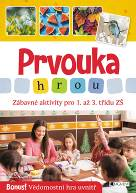 Prvouka
hrou
Zábavné aktivity pro 1. až 3. třídu ZŠ
Bonus! Vědomostní hra uvnitř